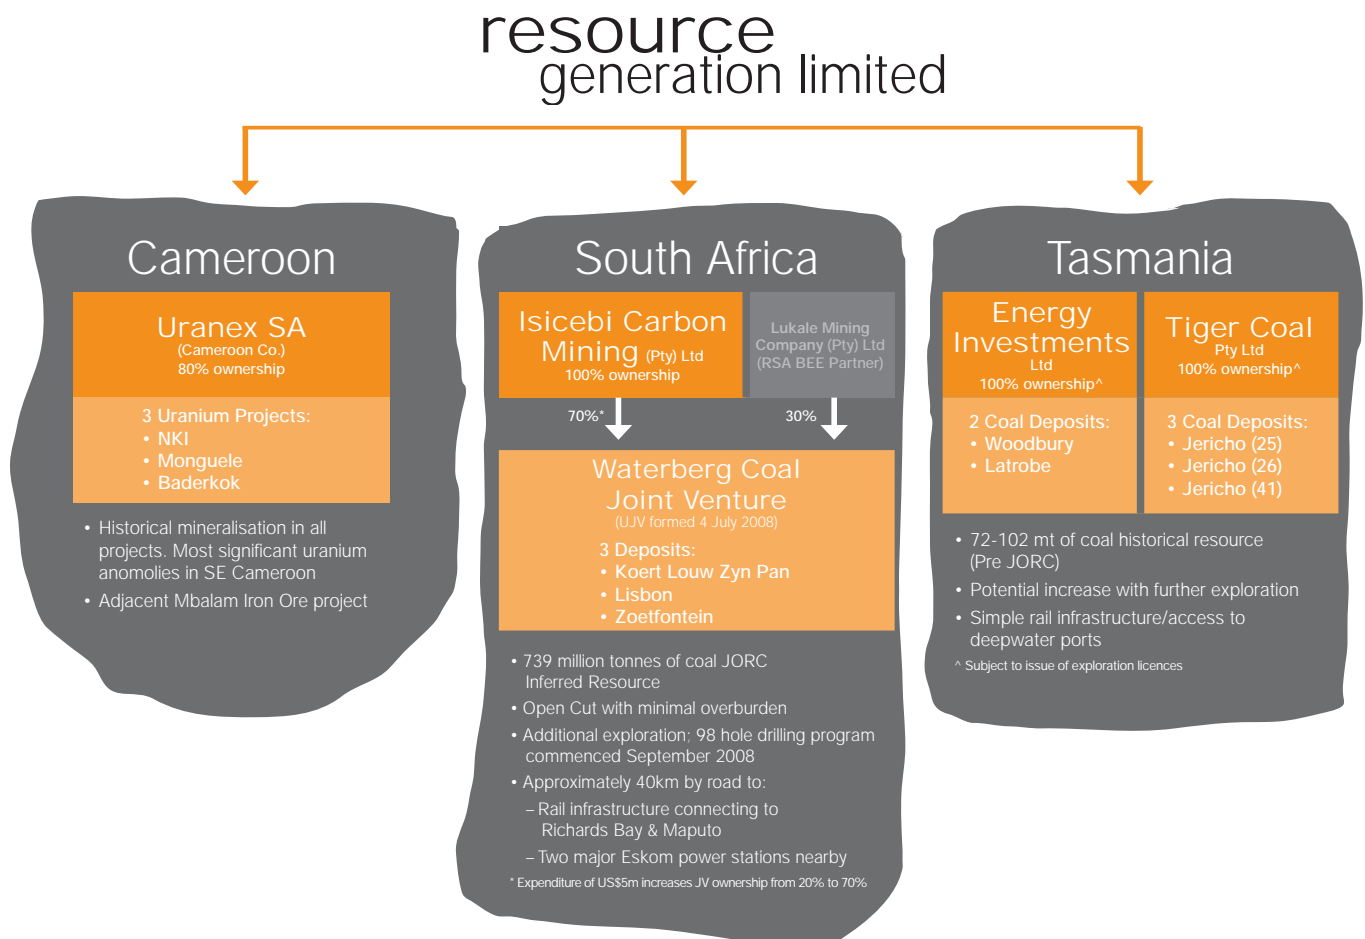 resource
generation limited
Cameroon
Uranex SA
(Cameroon Co.)
80% ownership
3 Uranium Projects:
• NKI
• Monguele
• Baderkok
• Historical mineralisation in all
projects. Most significant uranium
anomolies in SE Cameroon
• Adjacent Mbalam Iron Ore project
South Africa
Isicebi Carbon
Mining (Pty) Ltd
100% ownership
Lukale Mining
Company (Pty) Ltd
(RSA BEE Partner)
70%*
30%
Waterberg Coal
Joint Venture
(UJV formed 4 July 2008)
3 Deposits:
• Koert Louw Zyn Pan
• Lisbon
• Zoetfontein
• 739 million tonnes of coal JORC
Inferred Resource
• Open Cut with minimal overburden
• Additional exploration; 98 hole drilling program
commenced September 2008
• Approximately 40km by road to:
– Rail infrastructure connecting to
Richards Bay & Maputo
– Two major Eskom power stations nearby
* Expenditure of US$5m increases JV ownership from 20% to 70%
Tasmania
Energy
Investments
Ltd
100% ownership^
2 Coal Deposits:
• Woodbury
• Latrobe
Tiger Coal
Pty Ltd
100% ownership^
3 Coal Deposits:
• Jericho (25)
• Jericho (26)
• Jericho (41)
• 72-102 mt of coal historical resource
(Pre JORC)
• Potential increase with further exploration
• Simple rail infrastructure/access to
deepwater ports
^ Subject to issue of exploration licences